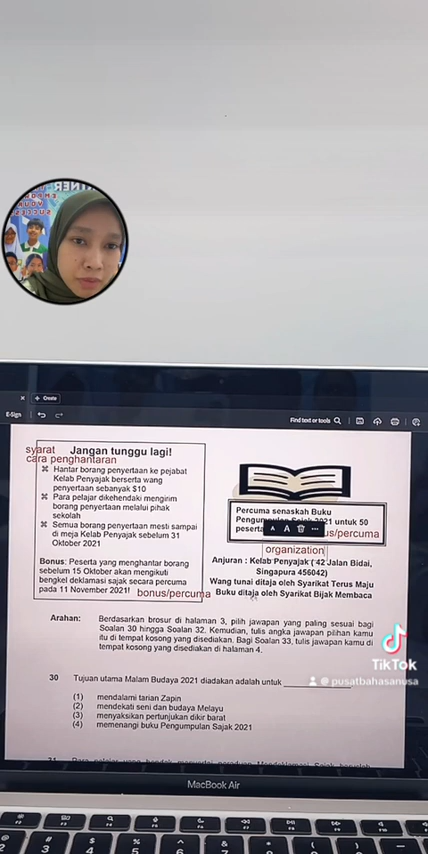 Create
E-Sign
Find text or tools
syarat
Jangan tunggu lagi!
cara penghantaran
Hantar borang penyertaan ke pejabat
Kelab Penyajak berserta wang
penyertaan sebanyak $10
Para pelajar dikehendaki mengirim
borang penyertaan melalui pihak
sekolah
Semua borang penyertaan mesti sampai
di meja Kelab Penyajak sebelum 31
Oktober 2021
Bonus: Peserta yang menghantar borang
sebelum 15 Oktober akan mengikuti
bengkel deklamasi sajak secara percuma
pada 11 November 2021!
bonus/percuma
Percuma senaskah Buku
2021 untuk 50
us/percuma
organization
Anjuran : Kelab Penyajak ( 42 Jalan Bidai,
Singapura 456042)
Wang tunai ditaja oleh Syarikat Terus Maju
Buku ditaja oleh Syarikat Bijak Membaca
Arahan:
Berdasarkan brosur di halaman 3, pilih jawapan yang paling sesuai bagi
Soalan 30 hingga Soalan 32. Kemudian, tulis angka jawapan pilihan kamu
itu di tempat kosong yang disediakan. Bagi Soalan 33, tulis jawapan kamu di
tempat kosong yang disediakan di halaman 4.
30 Tujuan utama Malam Budaya 2021 diadakan adalah untuk
(1) mendalami tarian Zapin
(2) mendekati seni dan budaya Melayu
(3) menyaksikan pertunjukan dikir barat
(4) memenangi buku Pengumpulan Sajak 2021
TikTok
@pusatbahasanusa
MacBook Air